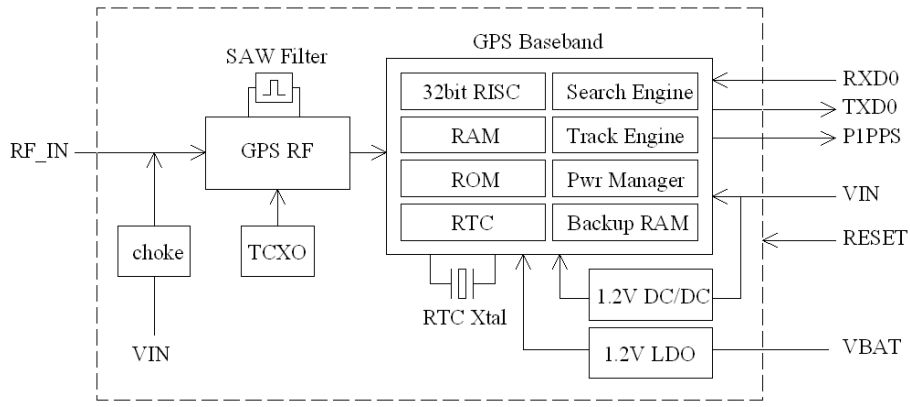 GPS Baseband
SAW Filter
32bit RISC
Search Engine
RXD0
TXD0
RAM
Track Engine
P1PPS
RF_IN
GPS RF
ROM
Pwr Manager
VIN
RTC
Backup RAM
RESET
choke
TCXO
1.2V DC/DC
RTC Xtal
VIN
1.2V LDO
VBAT